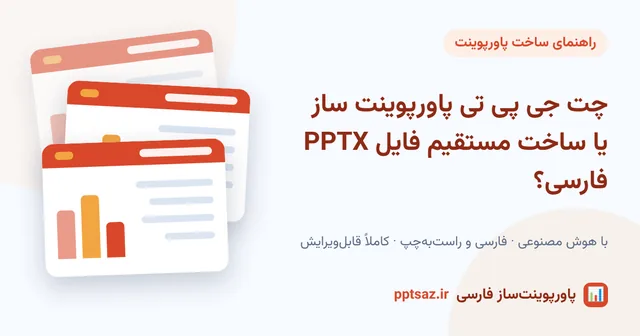 راهنمای ساخت پاورپوینت
چت جی پی تی پاورپوینت ساز
یا ساخت مستقیم فایل PPTX
فارسی؟
با هوش مصنوعی · فارسی و راست‌به‌چپ · کاملاً قابل‌ویرایش
پاورپوینت‌ساز فارسی pptsaz.ir